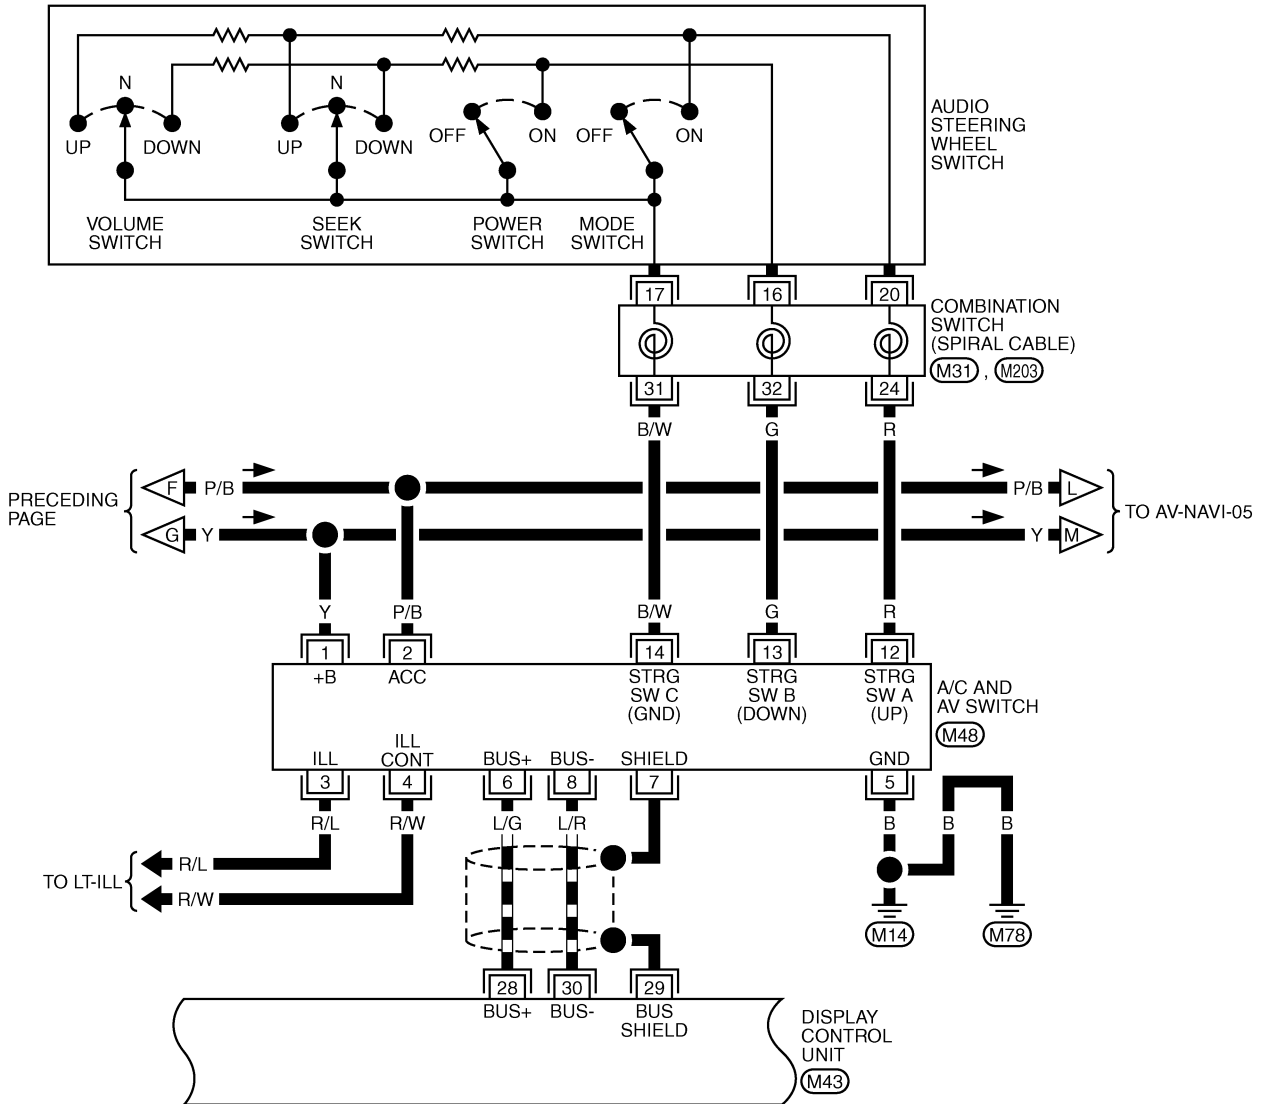 N
N
OFF
ON
OFF
ON
UP
DOWN
UP
DOWN
AUDIO
STEERING
WHEEL
SWITCH
VOLUME
SWITCH
SEEK
SWITCH
POWER
SWITCH
MODE
SWITCH
17
16
20
COMBINATION
SWITCH
(SPIRAL CABLE)
M31 , M203
31
32
24
B/W
G
R
PRECEDING
PAGE
F
P/B
P/B
L
G
Y
Y
M
TO AV-NAVI-05
Y
P/B
B/W
G
R
1
2
14
13
12
+B
ACC
STRG
SW C
(GND)
STRG
SW B
(DOWN)
STRG
SW A
(UP)
A/C AND
AV SWITCH
M48
ILL
ILL
CONT
BUS+
BUS-
SHIELD
GND
3
4
6
8
7
5
R/L
R/W
L/G
L/R
B
B
B
TO LT-ILL
R/L
R/W
M14
M78
28
30
29
BUS+
BUS-
BUS
SHIELD
DISPLAY
CONTROL
UNIT
M43